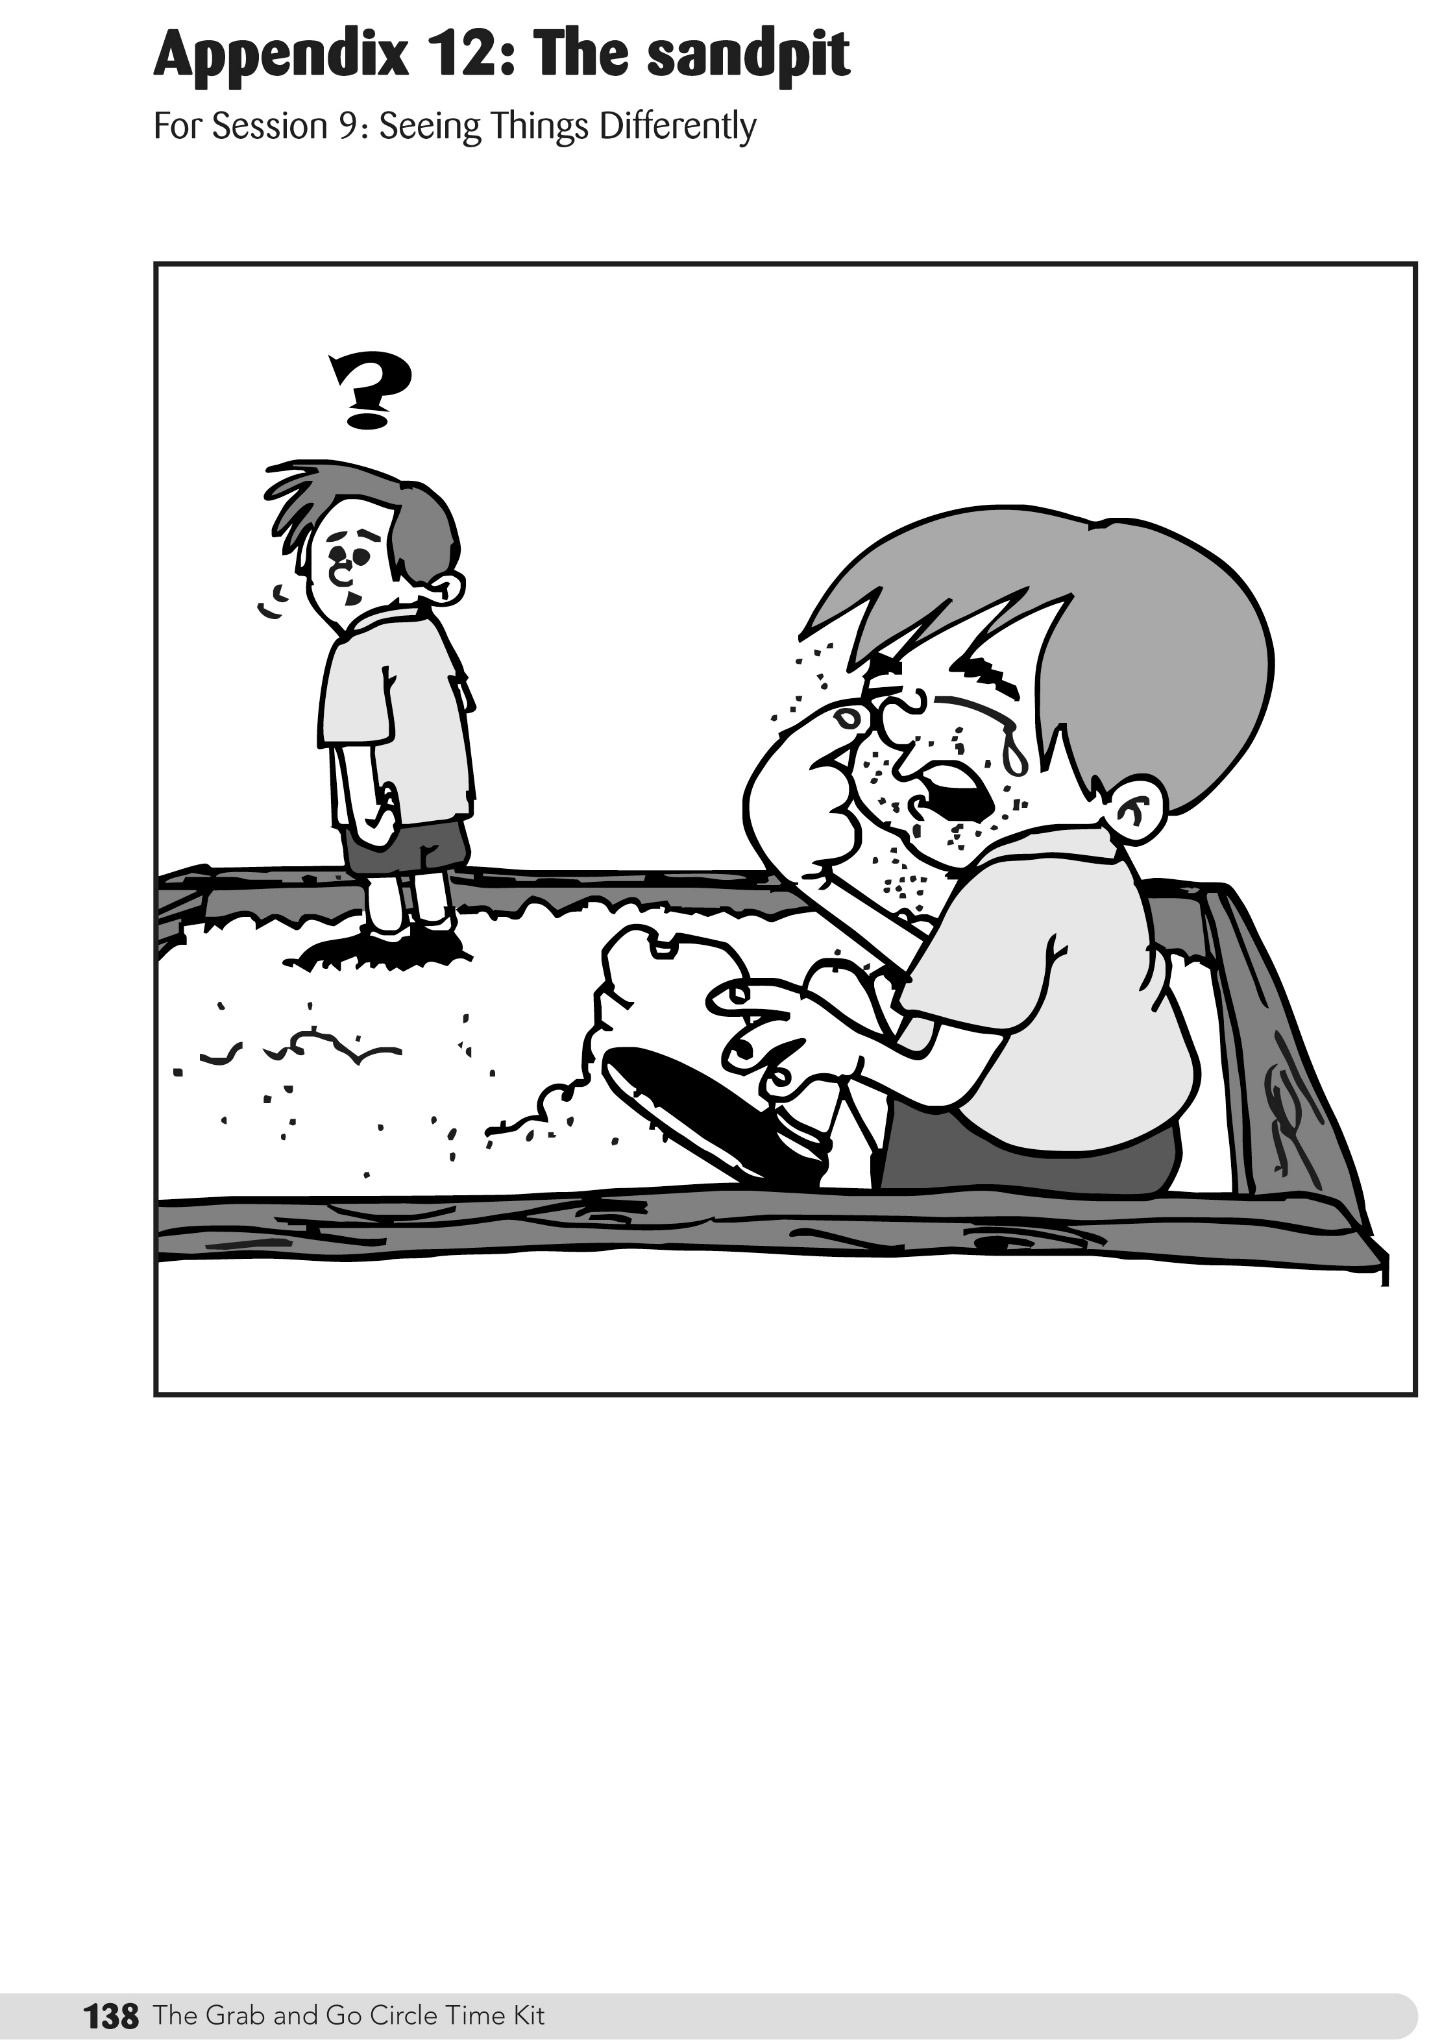 Appendix 12: The sandpit
For Session 9: Seeing Things Differently
?
138 The Grab and Go Circle Time Kit